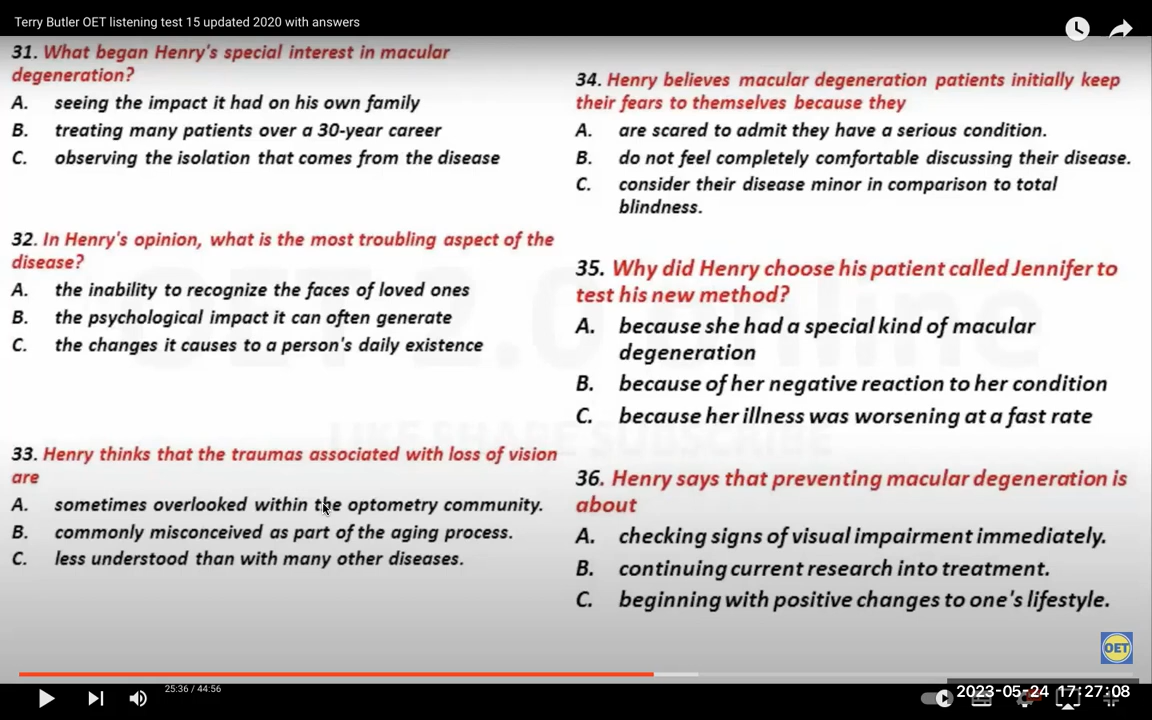 Terry Butler OET listening test 15 updated 2020 with answers
31. What began Henry's special interest in macular
degeneration?
A. seeing the impact it had on his own family
B. treating many patients over a 30-year career
C. observing the isolation that comes from the disease
32. In Henry's opinion, what is the most troubling aspect of the
disease?
A. the inability to recognize the faces of loved ones
B. the psychological impact it can often generate
C. the changes it causes to a person's daily existence
33. Henry thinks that the traumas associated with loss of vision
are
A. sometimes overlooked within the optometry community.
B. commonly misconceived as part of the aging process.
C. less understood than with many other diseases.
34. Henry believes macular degeneration patients initially keep
their fears to themselves because they
A. are scared to admit they have a serious condition.
B. do not feel completely comfortable discussing their disease.
C. consider their disease minor in comparison to total
blindness.
35. Why did Henry choose his patient called Jennifer to
test his new method?
A. because she had a special kind of macular
degeneration
B. because of her negative reaction to her condition
C. because her illness was worsening at a fast rate
36. Henry says that preventing macular degeneration is
about
A. checking signs of visual impairment immediately.
B. continuing current research into treatment.
C. beginning with positive changes to one's lifestyle.
OET 2.0 online
LIKE SHARE SUBSCRIBE
OET
25:36 / 44:56
2023-05-24 17:27:08